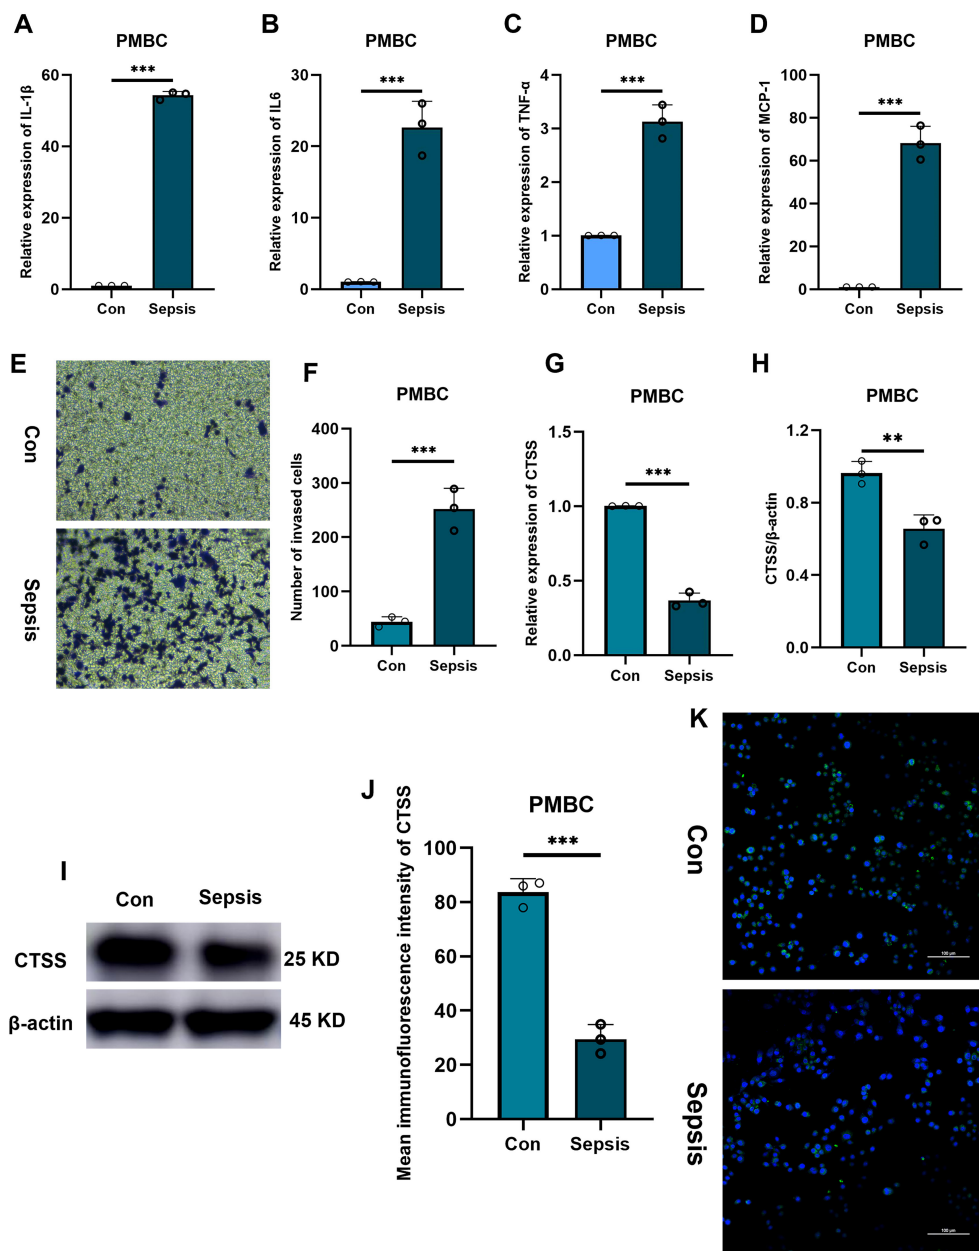 A
PMBC
***
Relative expression of IL-1β
60
40
20
0
Con
Sepsis
B
PMBC
***
Relative expression of IL6
30
20
10
0
Con
Sepsis
C
PMBC
***
Relative expression of TNF-α
4
3
2
1
0
Con
Sepsis
D
PMBC
***
Relative expression of MCP-1
100
80
60
40
20
0
Con
Sepsis
E
Con
Sepsis
F
PMBC
***
Number of invased cells
400
300
200
100
0
Con
Sepsis
G
PMBC
***
Relative expression of CTSS
1.5
1.0
0.5
0.0
Con
Sepsis
H
PMBC
**
CTSS/β-actin
1.2
0.8
0.4
0.0
Con
Sepsis
I
Con
Sepsis
CTSS
25 KD
β-actin
45 KD
J
PMBC
***
Mean immunofluorescence intensity of CTSS
100
80
60
40
20
0
Con
Sepsis
K
Con
100 μm
Sepsis
100 μm